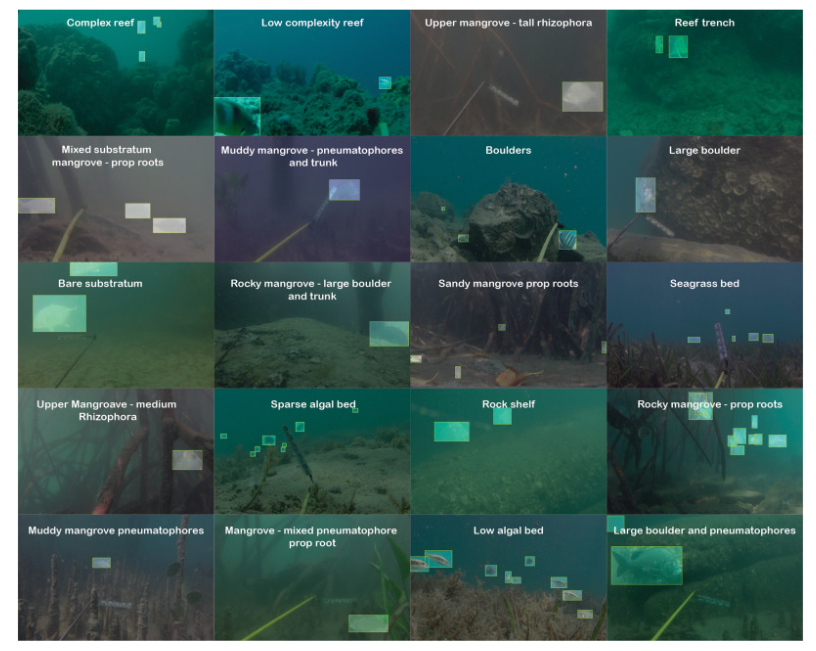 Complex reef
Low complexity reef
Upper mangrove - tall rhizophora
Reef trench
Mixed substratum
mangrove - prop roots
Muddy mangrove - pneumatophores
and trunk
Boulders
Large boulder
Bare substratum
Rocky mangrove - large boulder
and trunk
Sandy mangrove prop roots
Seagrass bed
Upper Mangroave - medium
Rhizophora
Sparse algal bed
Rock shelf
Rocky mangrove - prop roots
Muddy mangrove pneumatophores
Mangrove - mixed pneumatophore
prop root
Low algal bed
Large boulder and pneumatophores